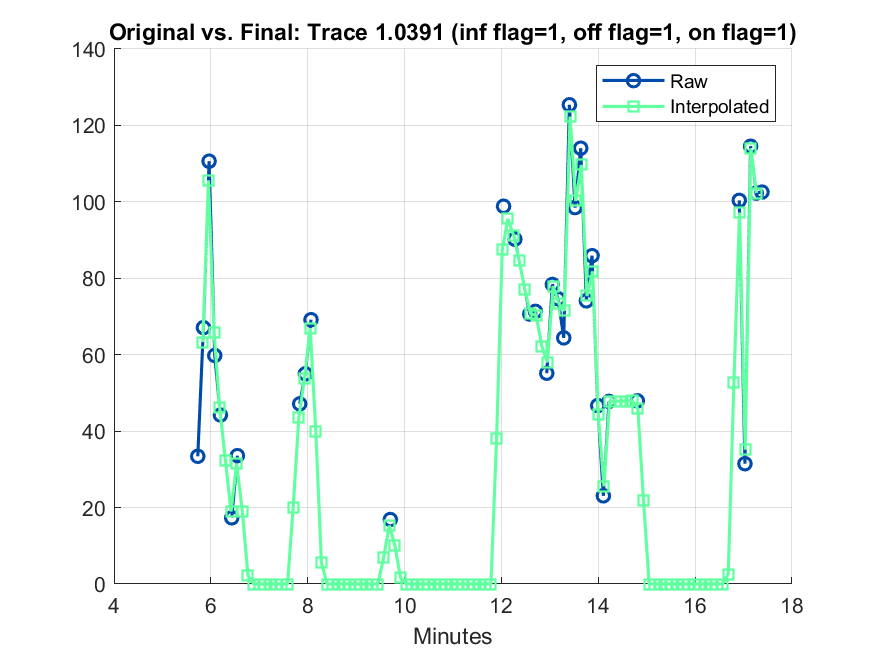 Original vs. Final: Trace 1.0391 (inf flag=1, off flag=1, on flag=1)
140
120
100
80
60
40
20
0
Raw
Interpolated
4 6 8 10 12 14 16 18
Minutes